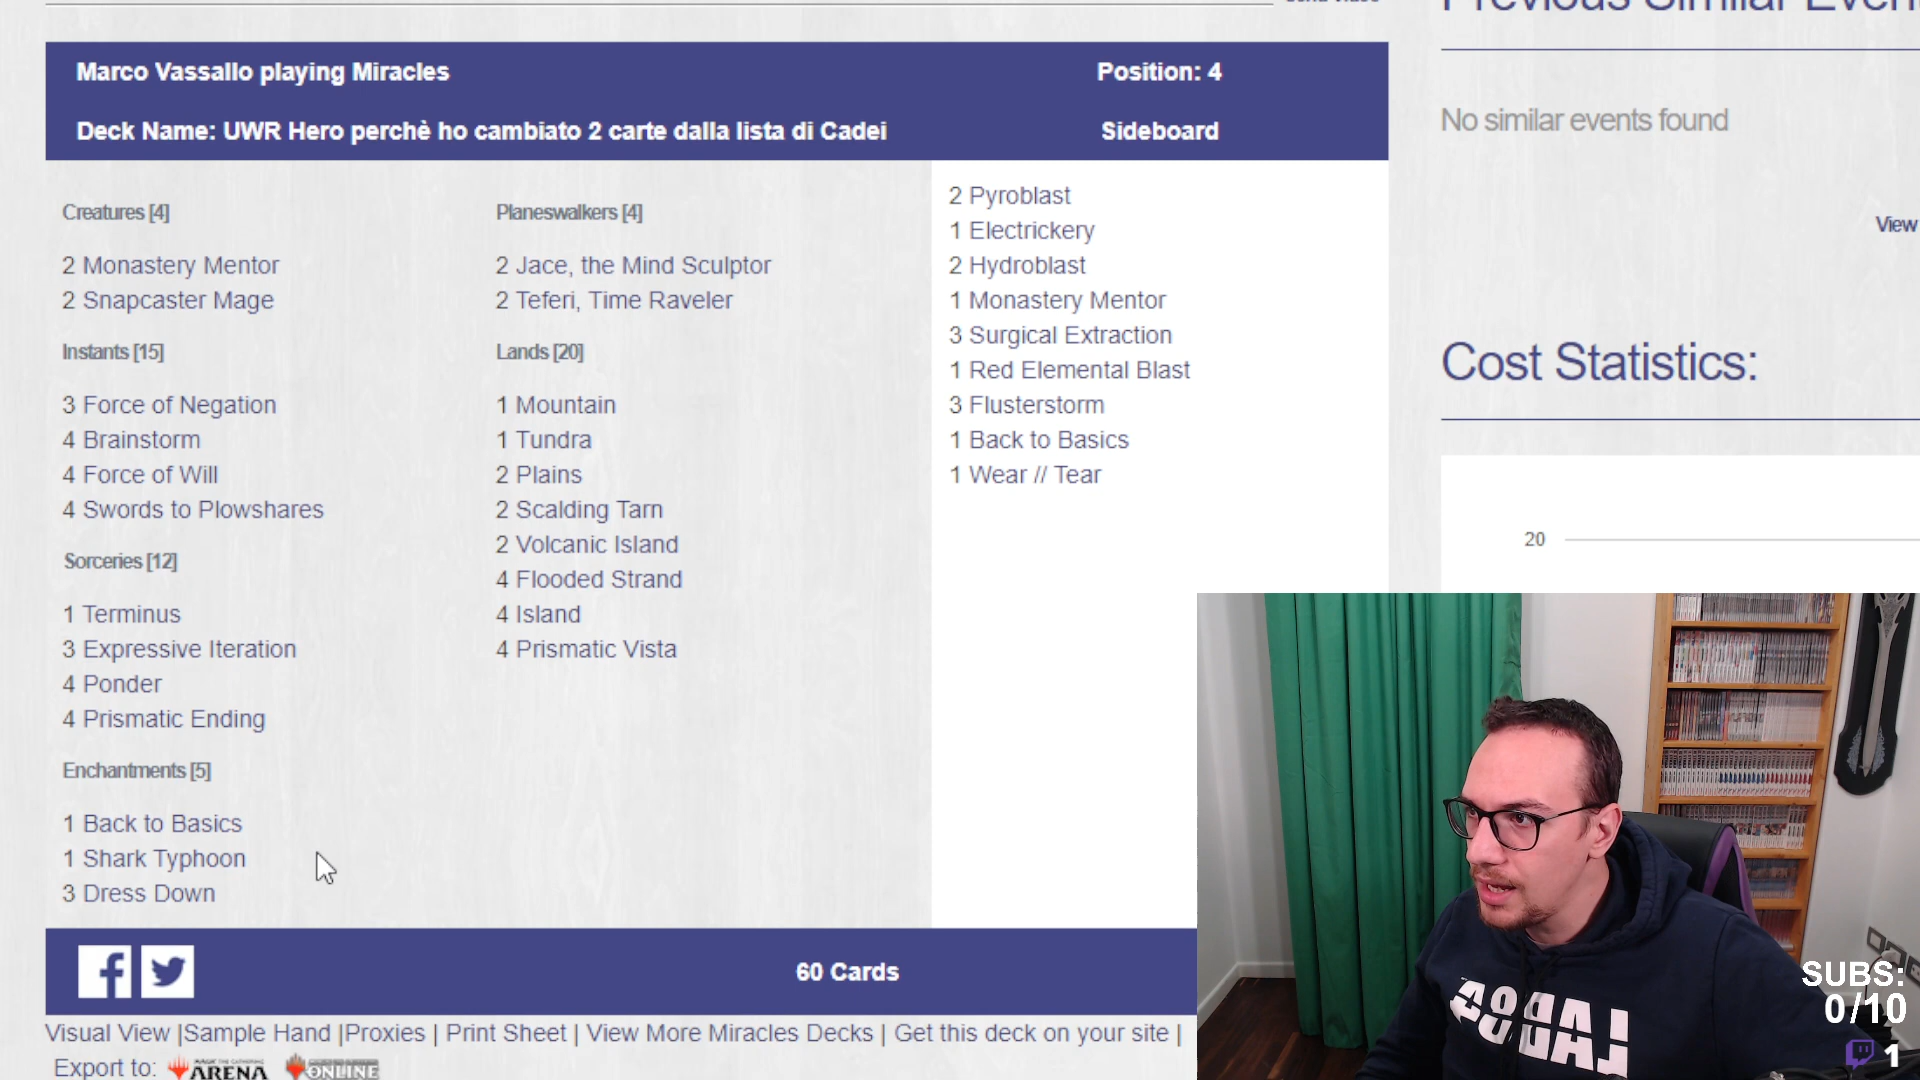 Marco Vassallo playing Miracles
Position: 4
Deck Name: UWR Hero perchè ho cambiato 2 carte dalla lista di Cadei
Sideboard
Creatures [4]
2 Monastery Mentor
2 Snapcaster Mage
Instants [15]
3 Force of Negation
4 Brainstorm
4 Force of Will
4 Swords to Plowshares
Sorceries [12]
1 Terminus
3 Expressive Iteration
4 Ponder
4 Prismatic Ending
Enchantments [5]
1 Back to Basics
1 Shark Typhoon
3 Dress Down
Planeswalkers [4]
2 Jace, the Mind Sculptor
2 Teferi, Time Raveler
Lands [20]
1 Mountain
1 Tundra
2 Plains
2 Scalding Tarn
2 Volcanic Island
4 Flooded Strand
4 Island
4 Prismatic Vista
2 Pyroblast
1 Electrickery
2 Hydroblast
1 Monastery Mentor
3 Surgical Extraction
1 Red Elemental Blast
3 Flusterstorm
1 Back to Basics
1 Wear // Tear
60 Cards
Visual View |Sample Hand |Proxies | Print Sheet | View More Miracles Decks | Get this deck on your site |
Export to: ARENA ONLINE
Previous Similar Even
No similar events found
View
Cost Statistics:
20
SUBS:
0/10
1